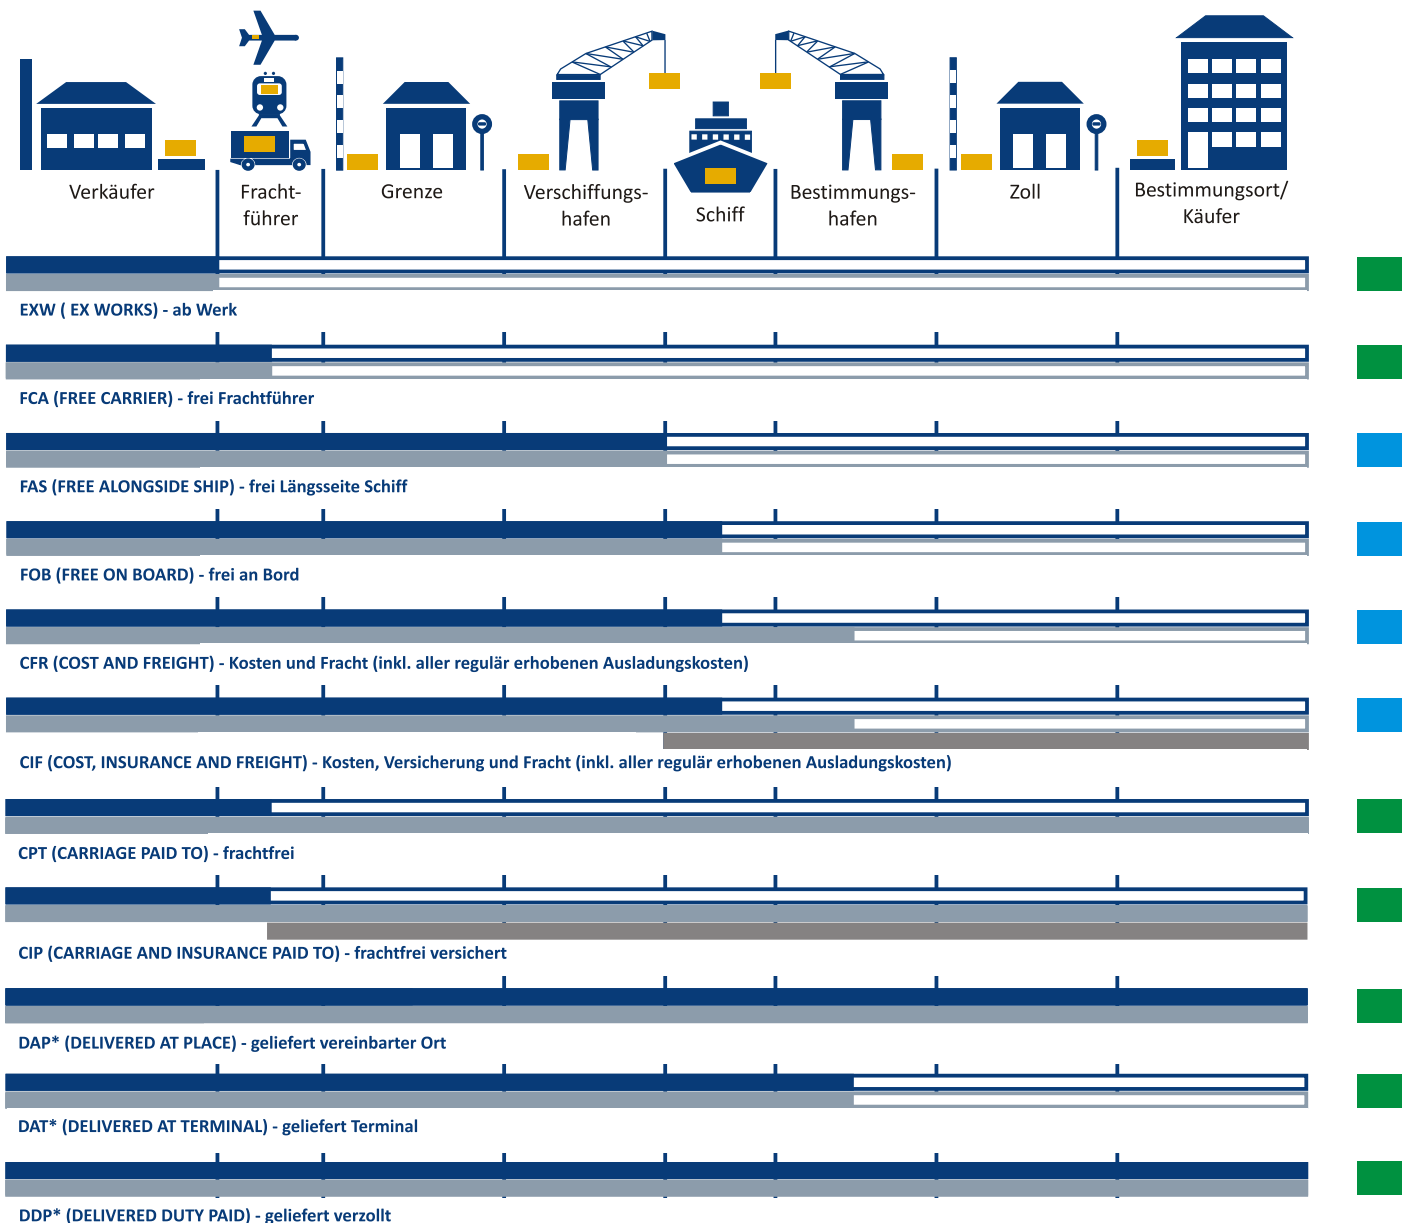 Verkäufer
Fracht-
führer
Grenze
Verschiffungs-
hafen
Schiff
Bestimmungs-
hafen
Zoll
Bestimmungsort/
Käufer
EXW ( EX WORKS) - ab Werk
FCA (FREE CARRIER) - frei Frachtführer
FAS (FREE ALONGSIDE SHIP) - frei Längsseite Schiff
FOB (FREE ON BOARD) - frei an Bord
CFR (COST AND FREIGHT) - Kosten und Fracht (inkl. aller regulär erhobenen Ausladungskosten)
CIF (COST, INSURANCE AND FREIGHT) - Kosten, Versicherung und Fracht (inkl. aller regulär erhobenen Ausladungskosten)
CPT (CARRIAGE PAID TO) - frachtfrei
CIP (CARRIAGE AND INSURANCE PAID TO) - frachtfrei versichert
DAP* (DELIVERED AT PLACE) - geliefert vereinbarter Ort
DAT* (DELIVERED AT TERMINAL) - geliefert Terminal
DDP* (DELIVERED DUTY PAID) - geliefert verzollt